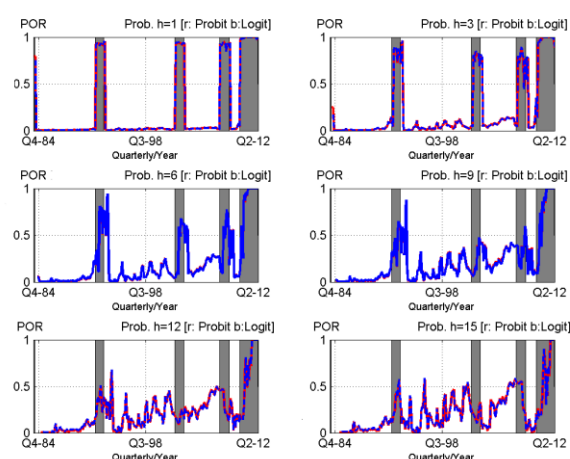 POR Prob. h=1 [r: Probit b:Logit] POR Prob. h=3 [r: Probit b:Logit]
1 1
0.5 0.5
0 0
Q4-84 Q3-98 Q2-12 Q4-84 Q3-98 Q2-12
Quarterly/Year Quarterly/Year
POR Prob. h=6 [r: Probit b:Logit] POR Prob. h=9 [r: Probit b:Logit]
1 1
0.5 0.5
0 0
Q4-84 Q3-98 Q2-12 Q4-84 Q3-98 Q2-12
Quarterly/Year Quarterly/Year
POR Prob. h=12 [r: Probit b:Logit] POR Prob. h=15 [r: Probit b:Logit]
1 1
0.5 0.5
0 0
Q4-84 Q3-98 Q2-12 Q4-84 Q3-98 Q2-12
Quarterly/Year Quarterly/Year